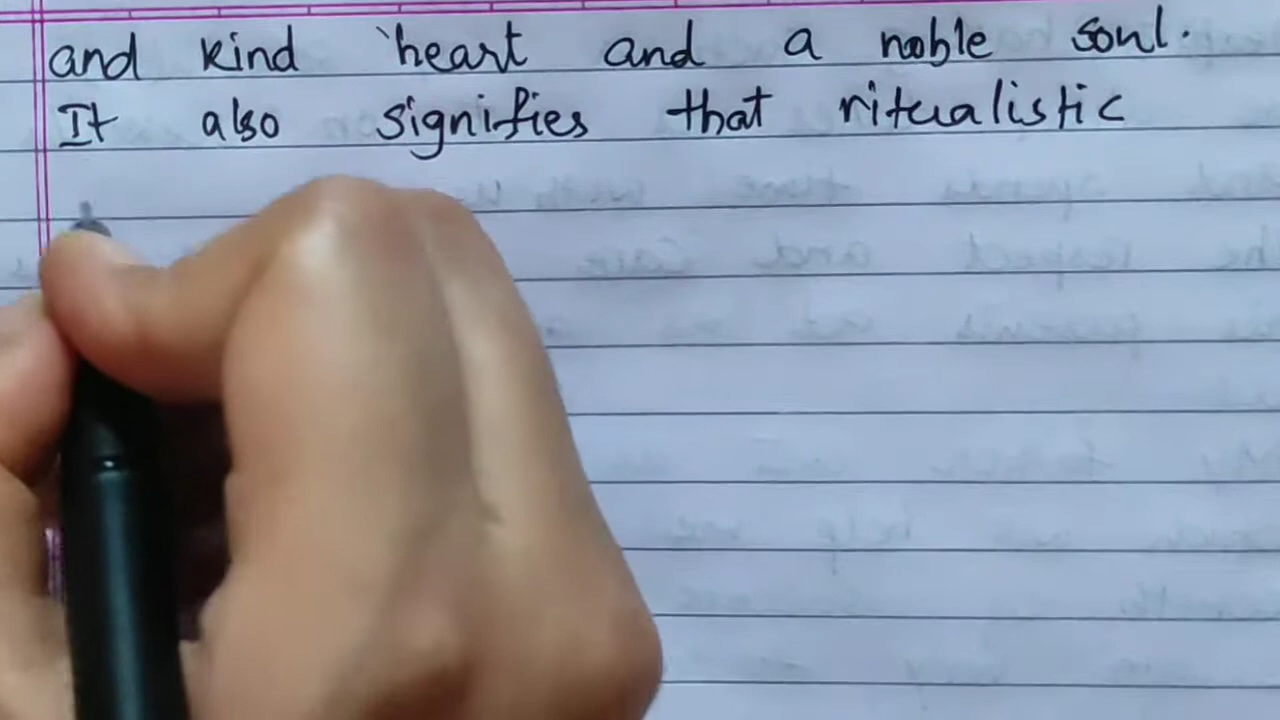 and kind heart and a noble soul.
It also signifies that ritualistic